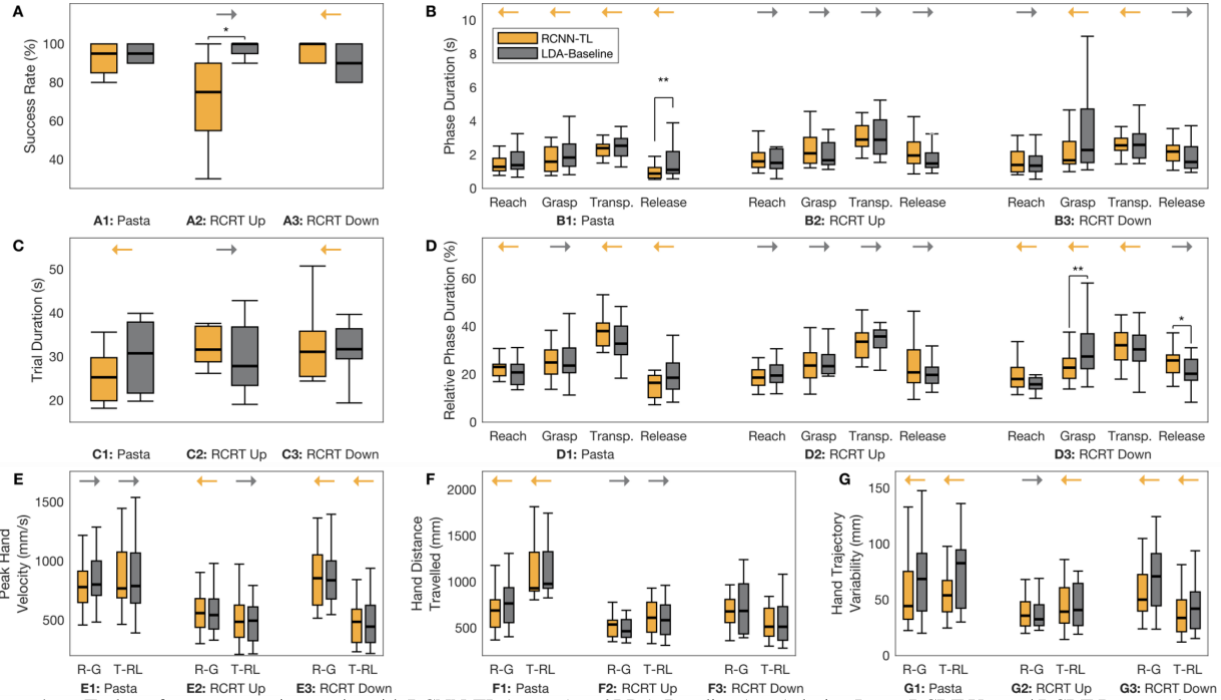 A
Success Rate (%)
100
80
60
40
*
A1: Pasta
A2: RCRT Up
A3: RCRT Down
B
Phase Duration (s)
10
8
6
4
2
0
RCNN-TL
LDA-Baseline
**
Reach Grasp Transp. Release
B1: Pasta
Reach Grasp Transp. Release
B2: RCRT Up
Reach Grasp Transp. Release
B3: RCRT Down
C
Trial Duration (s)
50
40
30
20
C1: Pasta
C2: RCRT Up
C3: RCRT Down
D
Relative Phase Duration (%)
60
40
20
0
**
*
Reach Grasp Transp. Release
D1: Pasta
Reach Grasp Transp. Release
D2: RCRT Up
Reach Grasp Transp. Release
D3: RCRT Down
E
Peak Hand
Velocity (mm/s)
1500
1000
500
R-G T-RL
E1: Pasta
R-G T-RL
E2: RCRT Up
R-G T-RL
E3: RCRT Down
F
Hand Distance
Travelled (mm)
2000
1500
1000
500
R-G T-RL
F1: Pasta
R-G T-RL
F2: RCRT Up
R-G T-RL
F3: RCRT Down
G
Hand Trajectory
Variability (mm)
150
100
50
0
R-G T-RL
G1: Pasta
R-G T-RL
G2: RCRT Up
R-G T-RL
G3: RCRT Down